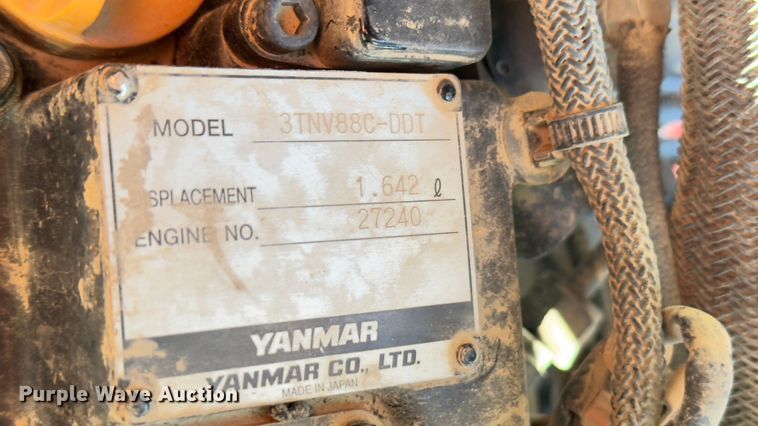 MODEL 3TNV88C-DDT
SPLACEMENT 1.642 ℓ
ENGINE NO. 27240
YANMAR
YANMAR CO., LTD.
MADE IN JAPAN
Purple Wave Auction